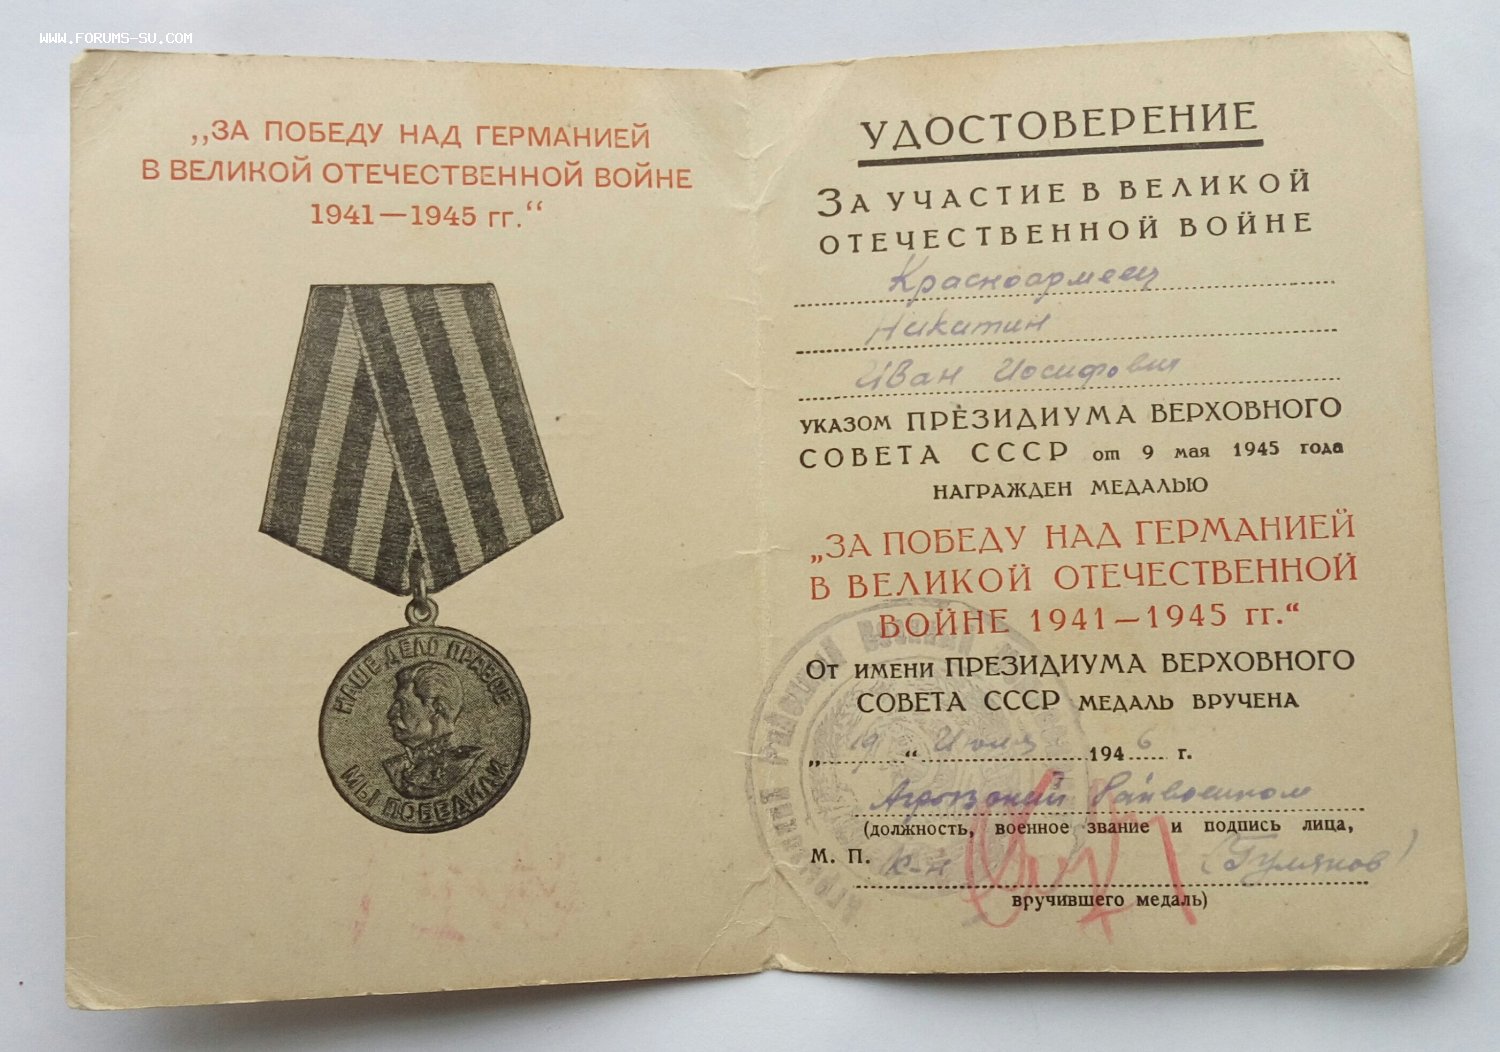 WWW.FORUMS-SU.COM
,,ЗА ПОБЕДУ НАД ГЕРМАНИЕЙ
В ВЕЛИКОЙ ОТЕЧЕСТВЕННОЙ ВОЙНЕ
1941—1945 гг.“
НАШЕ ДЕЛО ПРАВОЕ
МЫ ПОБЕДИЛИ
УДОСТОВЕРЕНИЕ
ЗА УЧАСТИЕ В ВЕЛИКОЙ
ОТЕЧЕСТВЕННОЙ ВОЙНЕ
Красноармеец
Никитин
Иван Иосифович
УКАЗОМ ПРЕЗИДИУМА ВЕРХОВНОГО
СОВЕТА СССР от 9 мая 1945 года
НАГРАЖДЕН МЕДАЛЬЮ
„ЗА ПОБЕДУ НАД ГЕРМАНИЕЙ
В ВЕЛИКОЙ ОТЕЧЕСТВЕННОЙ
ВОЙНЕ 1941—1945 гг.“
ОТ ИМЕНИ ПРЕЗИДИУМА ВЕРХОВНОГО
СОВЕТА СССР МЕДАЛЬ ВРУЧЕНА
„19“ Июля 1946 г.
Агрызский Райвоенком
(должность, военное звание и подпись лица,
М. П. к-н (Гумяков)
вручившего медаль)